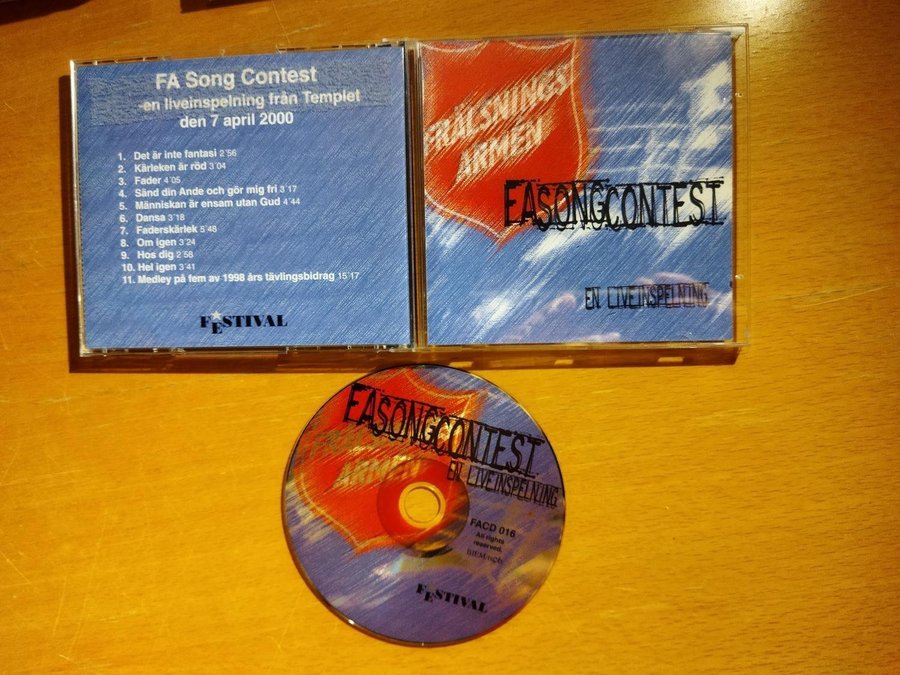 FA Song Contest
-en liveinspelning från Templet
den 7 april 2000
1. Det är inte fantasi 2´56
2. Kärleken är röd 3´04
3. Fader 4´05
4. Sänd din Ande och gör mig fri 3´17
5. Människan är ensam utan Gud 4´44
6. Dansa 3´18
7. Faderskärlek 5´48
8. Om igen 3´24
9. Hos dig 2´58
10. Hel igen 3´41
11. Medley på fem av 1998 års tävlingsbidrag 15´17
FESTIVAL
FRÄLSNINGS
ARMÉN
FASONGCONTEST
EN LIVEINSPELNING
FASONGCONTEST
EN LIVEINSPELNING
ARMÉN
FACD 016
All rights
reserved.
BIEM/ncb
FESTIVAL